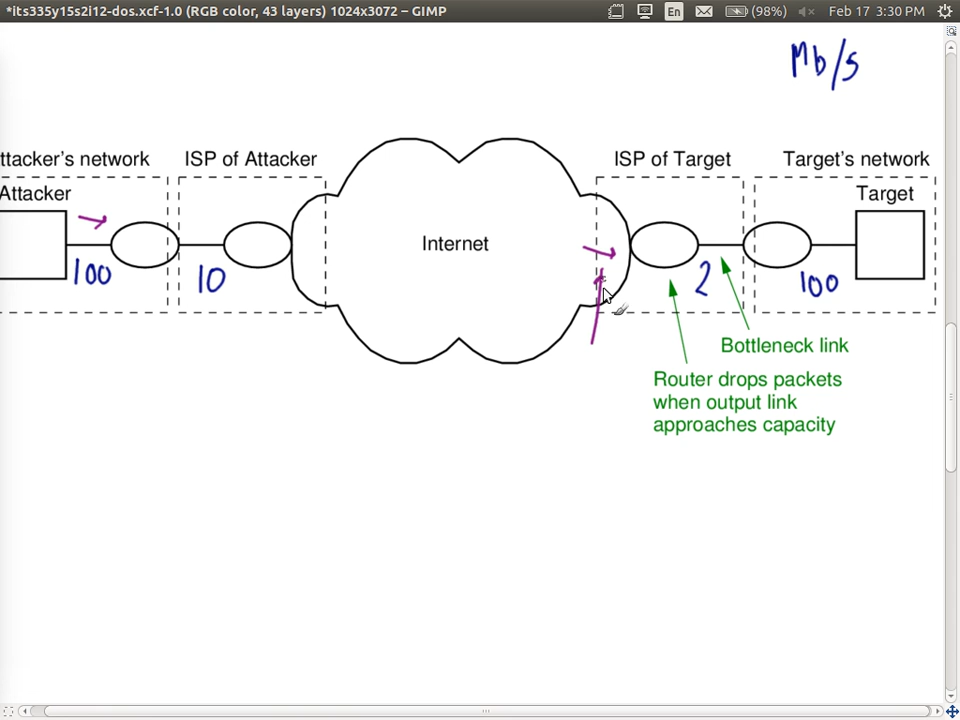 *its335y15s2i12-dos.xcf-1.0 (RGB color, 43 layers) 1024x3072 – GIMP
En
(98%)
Feb 17 3:30 PM
Mb/s
ttacker's network
ISP of Attacker
ISP of Target
Target's network
Attacker
Target
Internet
100
10
2
100
Bottleneck link
Router drops packets
when output link
approaches capacity